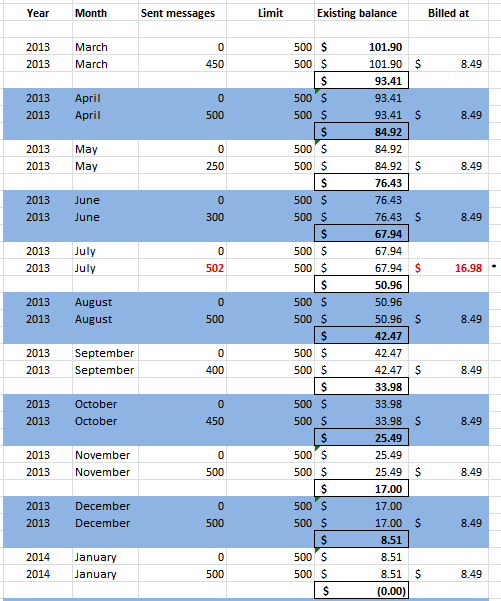 Year Month Sent messages Limit Existing balance Billed at
2013 March 0 500 $ 101.90
2013 March 450 500 $ 101.90 $ 8.49
$ 93.41
2013 April 0 500 $ 93.41
2013 April 500 500 $ 93.41 $ 8.49
$ 84.92
2013 May 0 500 $ 84.92
2013 May 250 500 $ 84.92 $ 8.49
$ 76.43
2013 June 0 500 $ 76.43
2013 June 300 500 $ 76.43 $ 8.49
$ 67.94
2013 July 0 500 $ 67.94
2013 July 502 500 $ 67.94 $ 16.98 *
$ 50.96
2013 August 0 500 $ 50.96
2013 August 500 500 $ 50.96 $ 8.49
$ 42.47
2013 September 0 500 $ 42.47
2013 September 400 500 $ 42.47 $ 8.49
$ 33.98
2013 October 0 500 $ 33.98
2013 October 450 500 $ 33.98 $ 8.49
$ 25.49
2013 November 0 500 $ 25.49
2013 November 500 500 $ 25.49 $ 8.49
$ 17.00
2013 December 0 500 $ 17.00
2013 December 500 500 $ 17.00 $ 8.49
$ 8.51
2014 January 0 500 $ 8.51
2014 January 500 500 $ 8.51 $ 8.49
$ (0.00)